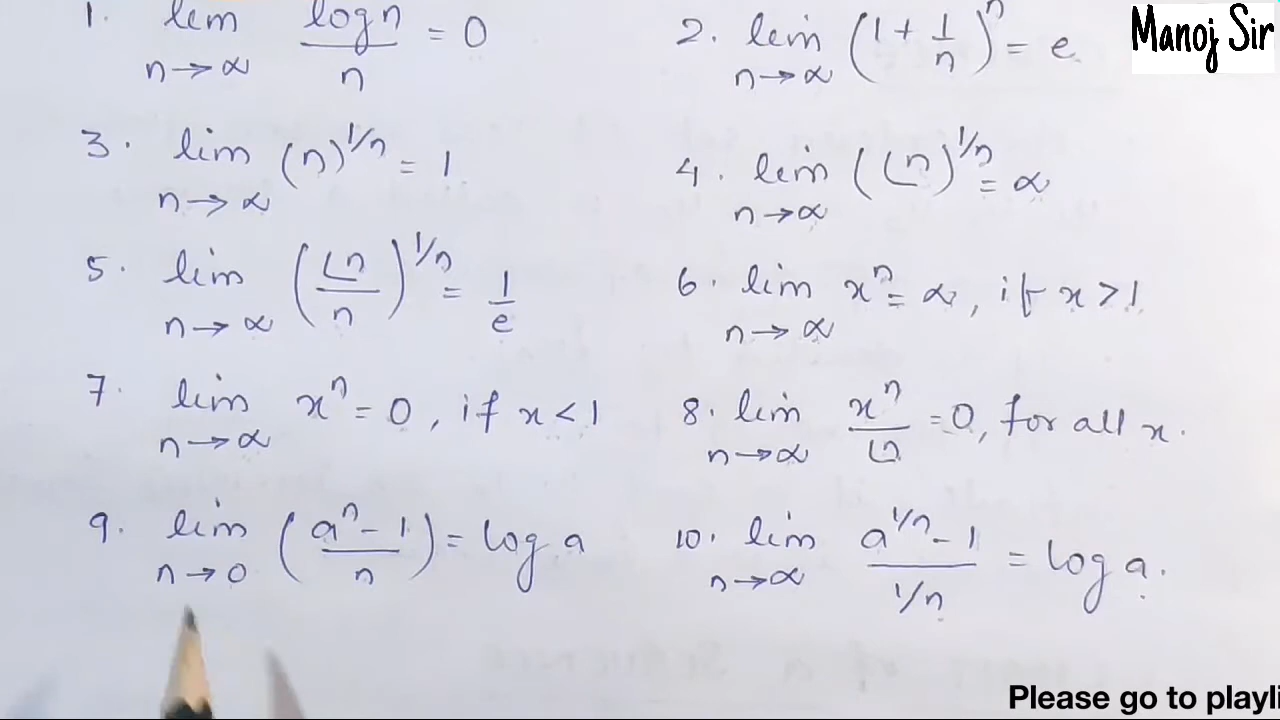 1. lim n→∞ log n / n = 0
2. lim n→∞ (1 + 1/n)^n = e
Manoj Sir
3. lim n→∞ (n)^1/n = 1
4. lim n→∞ (⌊n)^1/n = ∞
5. lim n→∞ (⌊n / n)^1/n = 1/e
6. lim n→∞ x^n = ∞, if x > 1
7. lim n→∞ x^n = 0, if x < 1
8. lim n→∞ x^n / ⌊n = 0, for all x.
9. lim n→0 (a^n - 1 / n) = log a
10. lim n→∞ a^1/n - 1 / 1/n = log a.
Please go to playli